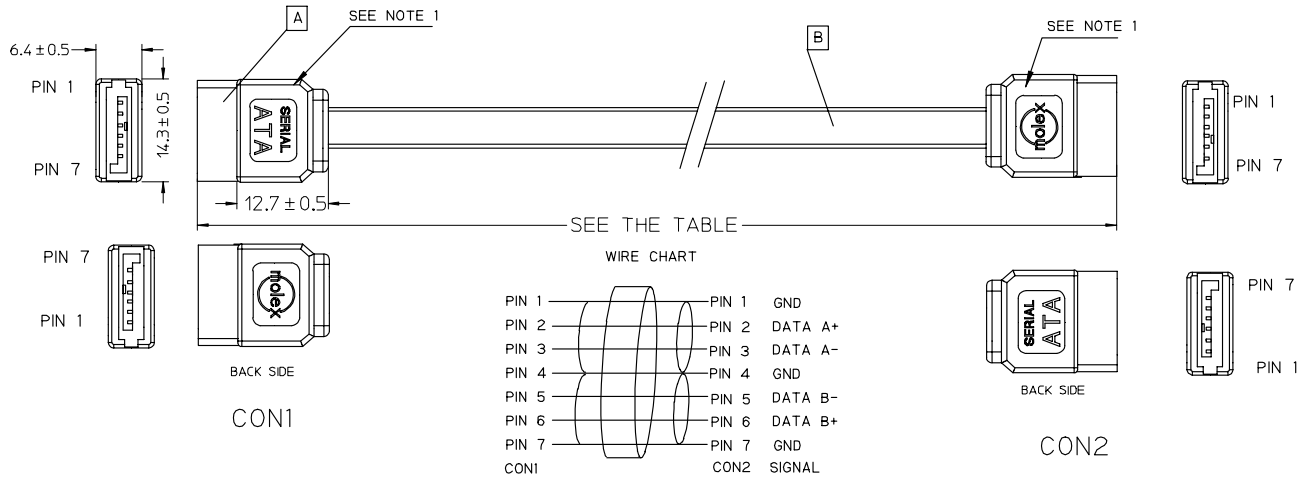 A
SEE NOTE 1
6.4±0.5
PIN 1
PIN 7
14.3±0.5
SERIAL
ATA
12.7±0.5
B
SEE NOTE 1
molex
PIN 1
PIN 7
SEE THE TABLE
PIN 7
PIN 1
molex
BACK SIDE
CON1
WIRE CHART
PIN 1 PIN 1 GND
PIN 2 PIN 2 DATA A+
PIN 3 PIN 3 DATA A-
PIN 4 PIN 4 GND
PIN 5 PIN 5 DATA B-
PIN 6 PIN 6 DATA B+
PIN 7 PIN 7 GND
CON1 CON2 SIGNAL
SERIAL
ATA
BACK SIDE
CON2
PIN 7
PIN 1